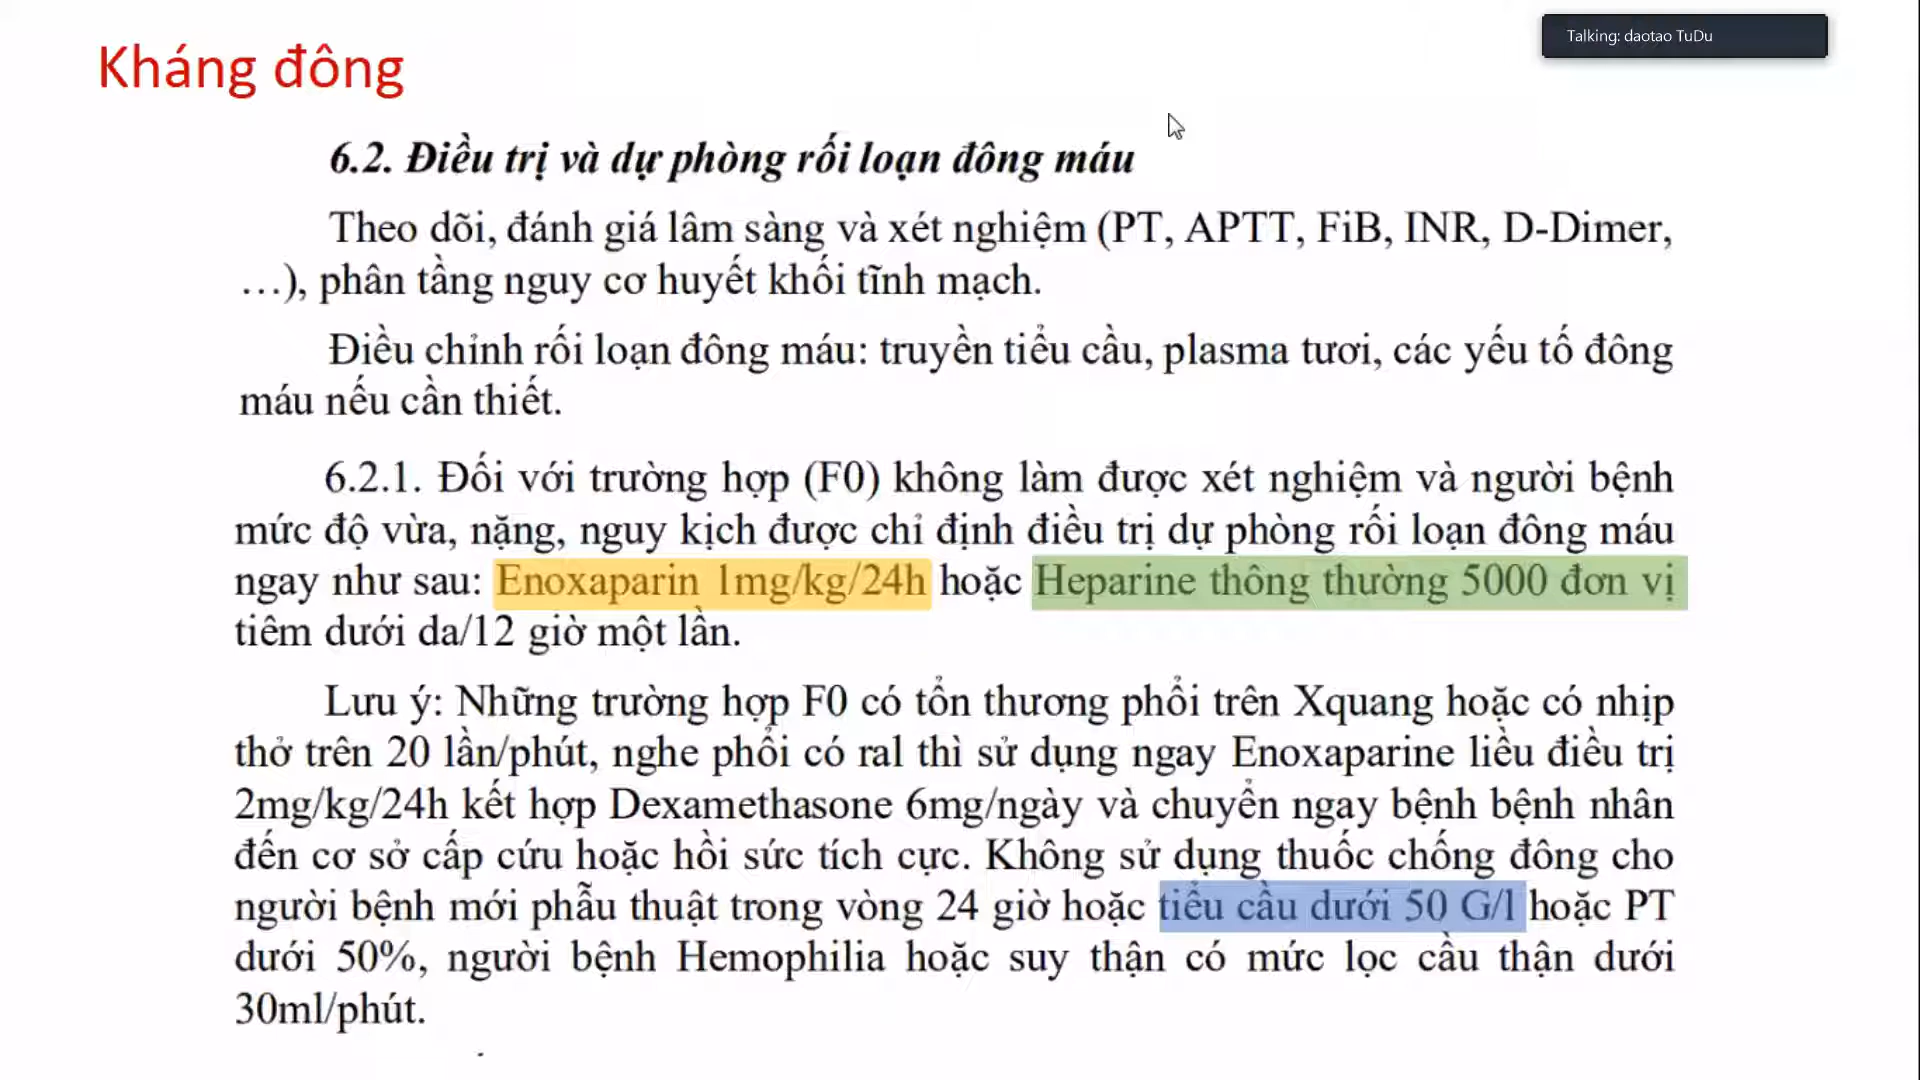 Talking: daotao TuDu
Kháng đông
6.2. Điều trị và dự phòng rối loạn đông máu
Theo dõi, đánh giá lâm sàng và xét nghiệm (PT, APTT, FiB, INR, D-Dimer,
…), phân tầng nguy cơ huyết khối tĩnh mạch.
Điều chỉnh rối loạn đông máu: truyền tiểu cầu, plasma tươi, các yếu tố đông
máu nếu cần thiết.
6.2.1. Đối với trường hợp (F0) không làm được xét nghiệm và người bệnh
mức độ vừa, nặng, nguy kịch được chỉ định điều trị dự phòng rối loạn đông máu
ngay như sau: Enoxaparin 1mg/kg/24h hoặc Heparine thông thường 5000 đơn vị
tiêm dưới da/12 giờ một lần.
Lưu ý: Những trường hợp F0 có tổn thương phổi trên Xquang hoặc có nhịp
thở trên 20 lần/phút, nghe phổi có ral thì sử dụng ngay Enoxaparine liều điều trị
2mg/kg/24h kết hợp Dexamethasone 6mg/ngày và chuyển ngay bệnh bệnh nhân
đến cơ sở cấp cứu hoặc hồi sức tích cực. Không sử dụng thuốc chống đông cho
người bệnh mới phẫu thuật trong vòng 24 giờ hoặc tiểu cầu dưới 50 G/l hoặc PT
dưới 50%, người bệnh Hemophilia hoặc suy thận có mức lọc cầu thận dưới
30ml/phút.